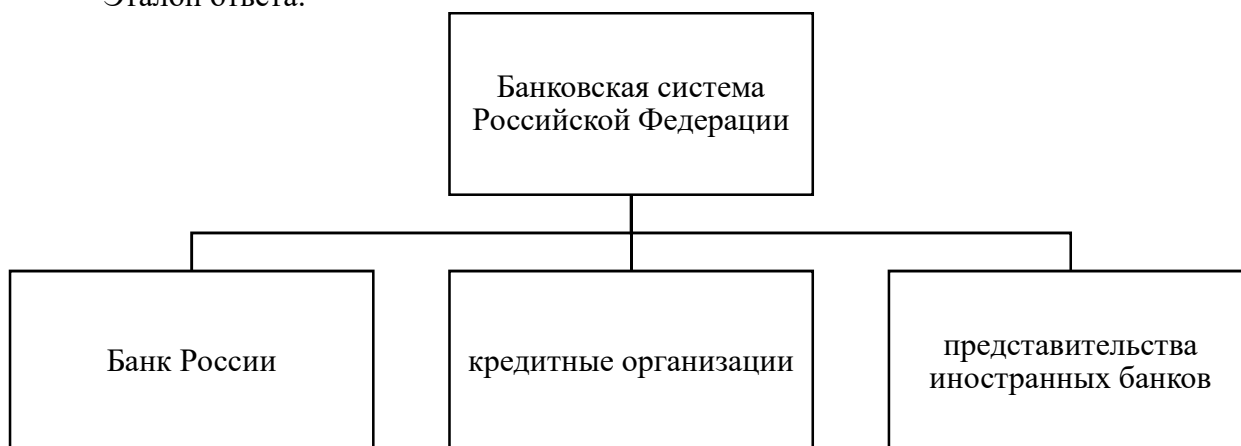 Эталон ответа:
Банковская система
Российской Федерации
Банк России
кредитные организации
представительства
иностранных банков